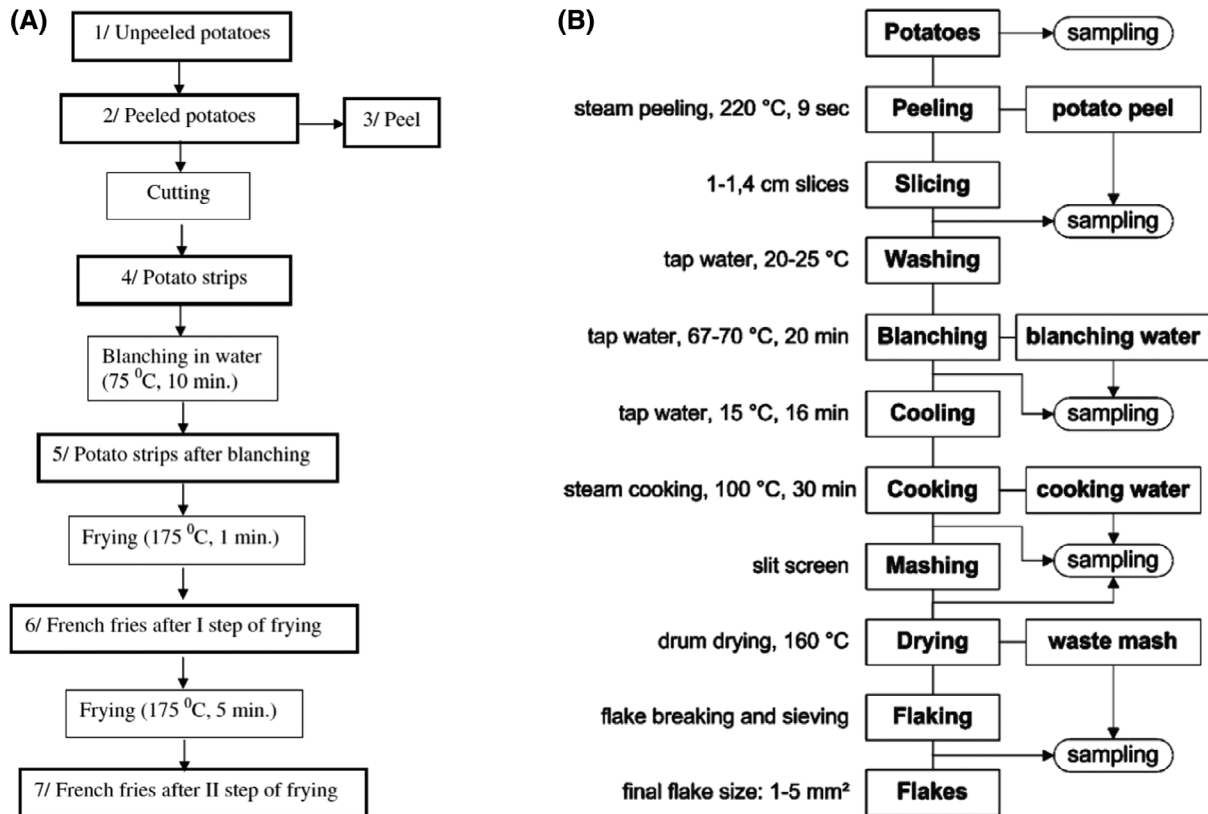 (A)
1/ Unpeeled potatoes
2/ Peeled potatoes
3/ Peel
Cutting
4/ Potato strips
Blanching in water
(75 ⁰C, 10 min.)
5/ Potato strips after blanching
Frying (175 ⁰C, 1 min.)
6/ French fries after I step of frying
Frying (175 ⁰C, 5 min.)
7/ French fries after II step of frying
(B)
Potatoes
sampling
steam peeling, 220 °C, 9 sec
Peeling
potato peel
1-1,4 cm slices
Slicing
sampling
tap water, 20-25 °C
Washing
tap water, 67-70 °C, 20 min
Blanching
blanching water
tap water, 15 °C, 16 min
Cooling
sampling
steam cooking, 100 °C, 30 min
Cooking
cooking water
slit screen
Mashing
sampling
drum drying, 160 °C
Drying
waste mash
flake breaking and sieving
Flaking
sampling
final flake size: 1-5 mm²
Flakes